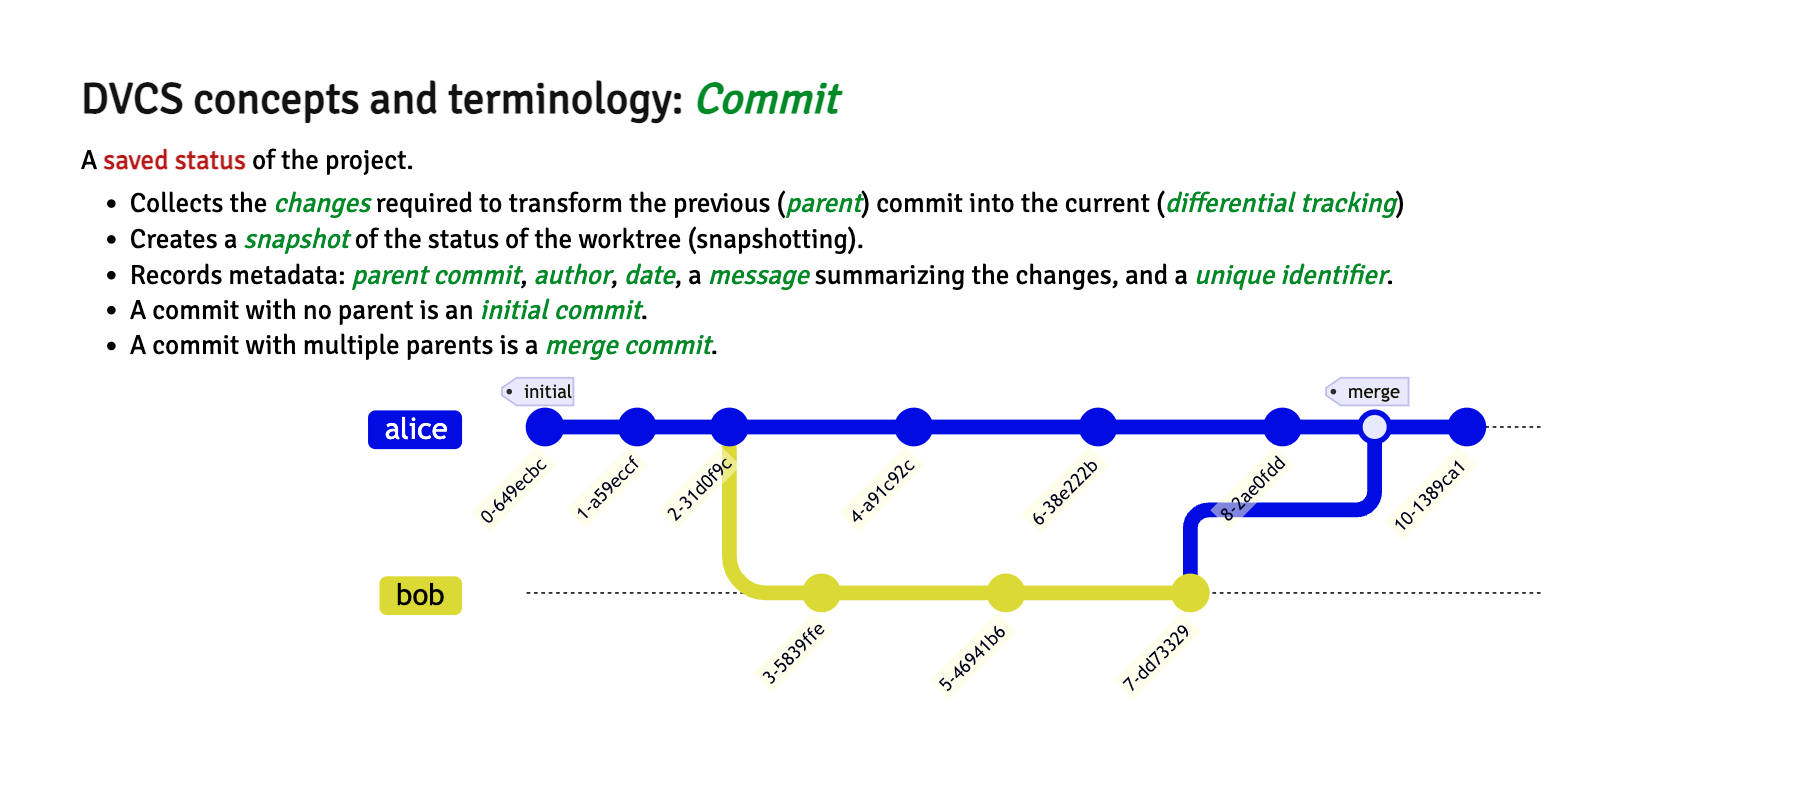 DVCS concepts and terminology: Commit
A saved status of the project.
• Collects the changes required to transform the previous (parent) commit into the current (differential tracking)
• Creates a snapshot of the status of the worktree (snapshotting).
• Records metadata: parent commit, author, date, a message summarizing the changes, and a unique identifier.
• A commit with no parent is an initial commit.
• A commit with multiple parents is a merge commit.
initial
merge
alice
0-649ecbc
1-a59eccf
2-31d0f9c
4-a91c92c
6-38e222b
8-2ae0fdd
10-1389ca1
bob
3-5839ffe
5-46941b6
7-dd73329